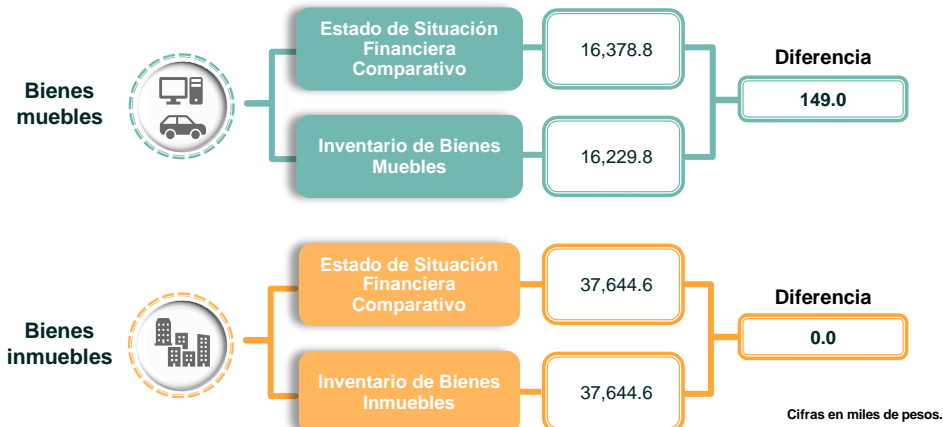 Bienes
muebles
Estado de Situación
Financiera
Comparativo
16,378.8
Inventario de Bienes
Muebles
16,229.8
Diferencia
149.0
Bienes
inmuebles
Estado de Situación
Financiera
Comparativo
37,644.6
Inventario de Bienes
Inmuebles
37,644.6
Diferencia
0.0
Cifras en miles de pesos.